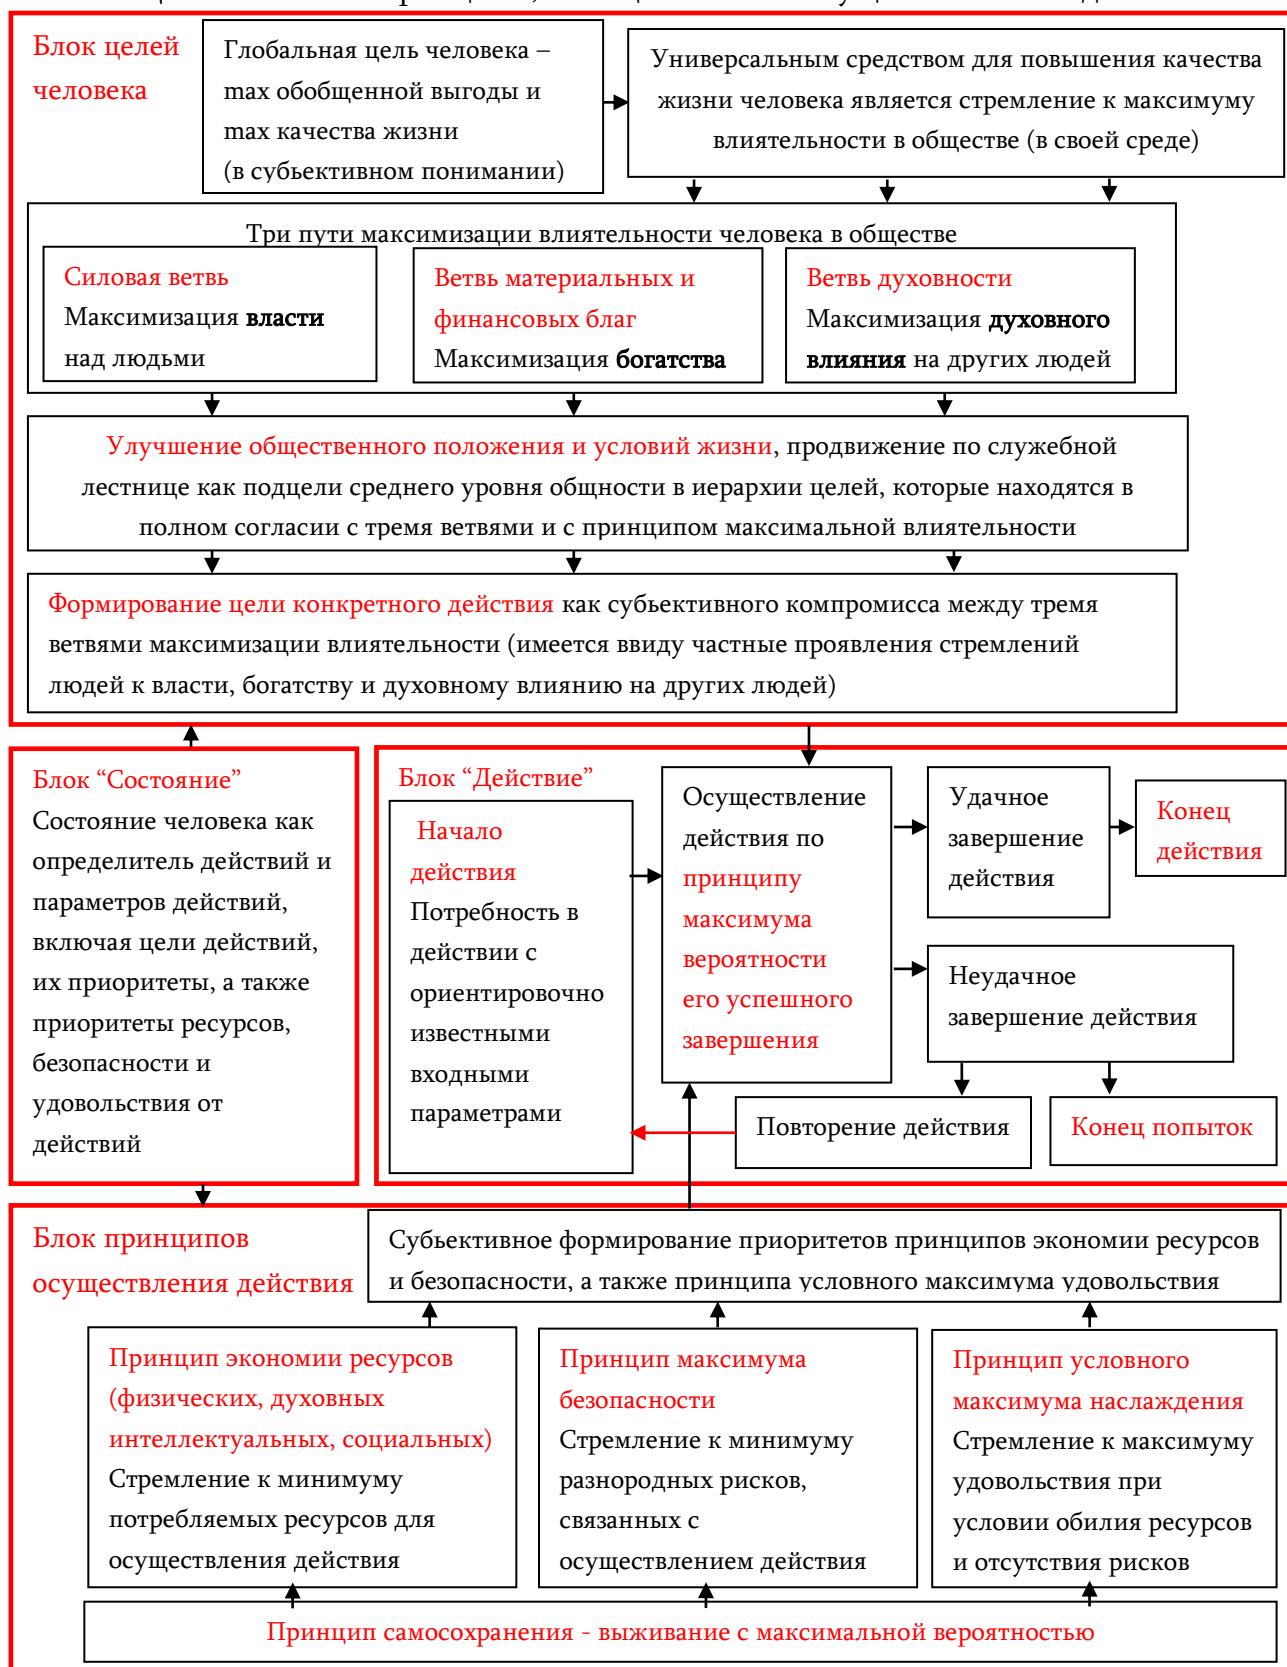 Блок целей
человека
Глобальная цель человека –
max обобщенной выгоды и
max качества жизни
(в субьективном понимании)
Универсальным средством для повышения качества
жизни человека является стремление к максимуму
влиятельности в обществе (в своей среде)
Три пути максимизации влиятельности человека в обществе
Силовая ветвь
Максимизация власти
над людьми
Ветвь материальных и
финансовых благ
Максимизация богатства
Ветвь духовности
Максимизация духовного
влияния на других людей
Улучшение общественного положения и условий жизни, продвижение по служебной
лестнице как подцели среднего уровня общности в иерархии целей, которые находятся в
полном согласии с тремя ветвями и с принципом максимальной влиятельности
Формирование цели конкретного действия как субьективного компромисса между тремя
ветвями максимизации влиятельности (имеется ввиду частные проявления стремлений
людей к власти, богатству и духовному влиянию на других людей)
Блок “Состояние”
Состояние человека как
определитель действий и
параметров действий,
включая цели действий,
их приоритеты, а также
приоритеты ресурсов,
безопасности и
удовольствия от
действий
Блок “Действие”
Начало
действия
Потребность в
действии с
ориентировочно
известными
входными
параметрами
Осуществление
действия по
принципу
максимума
вероятности
его успешного
завершения
Удачное
завершение
действия
Конец
действия
Неудачное
завершение действия
Повторение действия
Конец попыток
Блок принципов
осуществления действия
Субьективное формирование приоритетов принципов экономии ресурсов
и безопасности, а также принципа условного максимума удовольствия
Принцип экономии ресурсов
(физических, духовных
интеллектуальных, социальных)
Стремление к минимуму
потребляемых ресурсов для
осуществления действия
Принцип максимума
безопасности
Стремление к минимуму
разнородных рисков,
связанных с
осуществлением действия
Принцип условного
максимума наслаждения
Стремление к максимуму
удовольствия при
условии обилия ресурсов
и отсутствия рисков
Принцип самосохранения - выживание с максимальной вероятностью